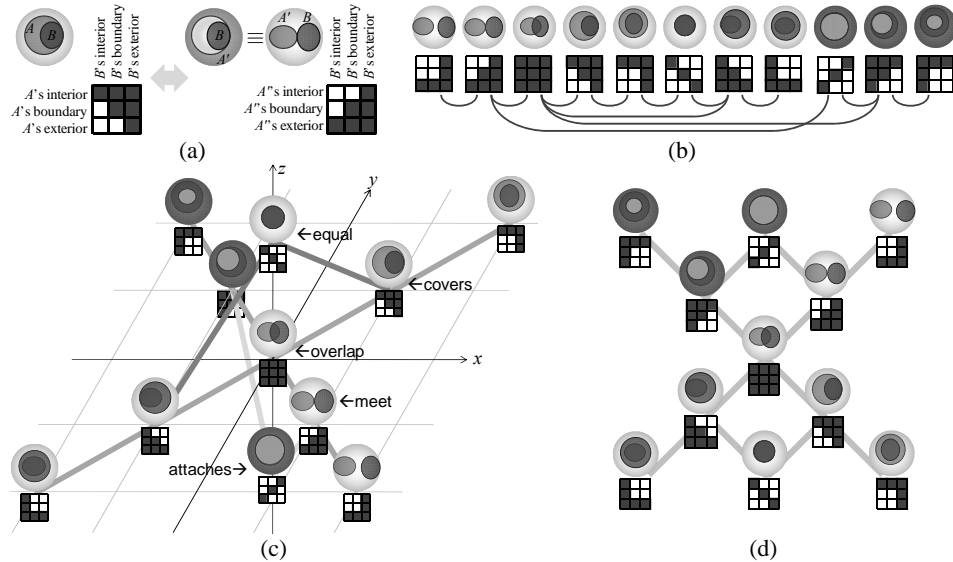 A B
A' B
B
A'
≡
B's interior
B's boundary
B's exterior
A's interior
A's boundary
A's exterior
B's interior
B's boundary
B's exterior
A''s interior
A''s boundary
A''s exterior
(a)
(b)
z
y
x
←equal
←covers
←overlap
←meet
attaches→
(c)
(d)